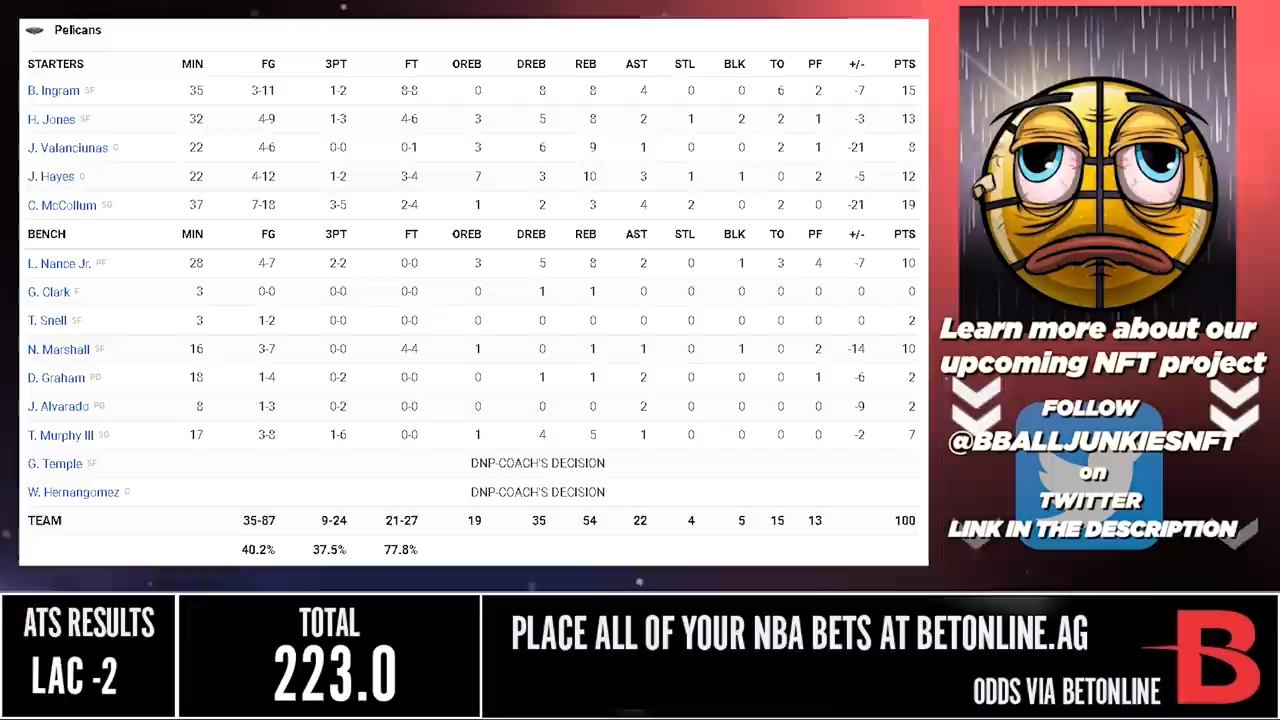 Pelicans
STARTERS MIN FG 3PT FT OREB DREB REB AST STL BLK TO PF +/- PTS
B. Ingram SF 35 3-11 1-2 8-8 0 8 8 4 0 0 6 2 -7 15
H. Jones SF 32 4-9 1-3 4-6 3 5 8 2 1 2 2 1 -3 13
J. Valanciunas C 22 4-6 0-0 0-1 3 6 9 1 0 0 2 1 -21 8
J. Hayes C 22 4-12 1-2 3-4 7 3 10 3 1 1 0 2 -5 12
C. McCollum SG 37 7-18 3-5 2-4 1 2 3 4 2 0 2 0 -21 19
BENCH MIN FG 3PT FT OREB DREB REB AST STL BLK TO PF +/- PTS
L. Nance Jr. PF 28 4-7 2-2 0-0 3 5 8 2 0 1 3 4 -7 10
G. Clark F 3 0-0 0-0 0-0 0 1 1 0 0 0 0 0 0 0
T. Snell SF 3 1-2 0-0 0-0 0 0 0 0 0 0 0 0 0 2
N. Marshall SF 16 3-7 0-0 4-4 1 0 1 1 0 1 0 2 -14 10
D. Graham PG 18 1-4 0-2 0-0 0 1 1 2 0 0 0 1 -6 2
J. Alvarado PG 8 1-3 0-2 0-0 0 0 0 2 0 0 0 0 -9 2
T. Murphy III SG 17 3-8 1-6 0-0 1 4 5 1 0 0 0 0 -2 7
G. Temple SF DNP-COACH'S DECISION
W. Hernangomez C DNP-COACH'S DECISION
TEAM 35-87 9-24 21-27 19 35 54 22 4 5 15 13 100
40.2% 37.5% 77.8%
Learn more about our
upcoming NFT project
FOLLOW
@BBALLJUNKIESNFT
on
TWITTER
LINK IN THE DESCRIPTION
ATS RESULTS
LAC -2
TOTAL
223.0
PLACE ALL OF YOUR NBA BETS AT BETONLINE.AG
ODDS VIA BETONLINE
B